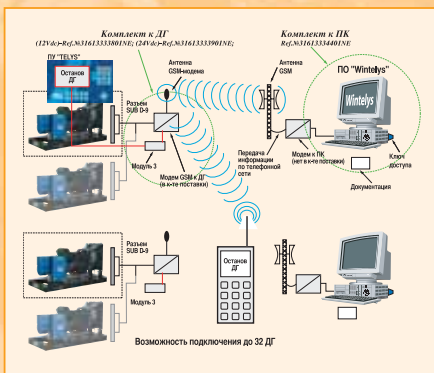 Комплект к ДГ
(12Vdc)-Ref.№31613333801NE; (24Vdc)-Ref.№31613333901NE;
Комплект к ПК
Ref.№31613334401NE
ПУ "TELYS"
Останов
ДГ
Антенна
GSM-модема
Антенна
GSM
ПО "Wintelys"
Wintelys
Разъем
SUB D-9
Модуль 3
Модем GSM к ДГ
(в к-те поставки)
Передача
информации
по телефонной
сети
Модем к ПК
(нет в к-те поставки)
Ключ
доступа
Документация
Разъем
SUB D-9
Модуль 3
Останов
ДГ
Возможность подключения до 32 ДГ